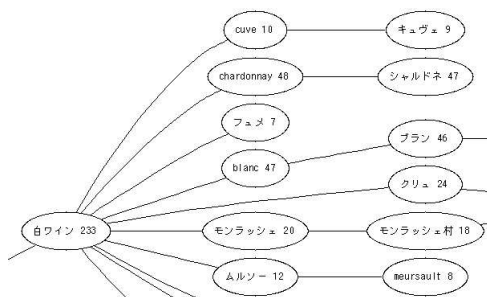 cuve 10
キュヴェ 9
chardonnay 48
シャルドネ 47
フュメ 7
ブラン 46
blanc 47
クリュ 24
白ワイン 233
モンラッシェ 20
モンラッシェ村 18
ムルソー 12
meursault 8